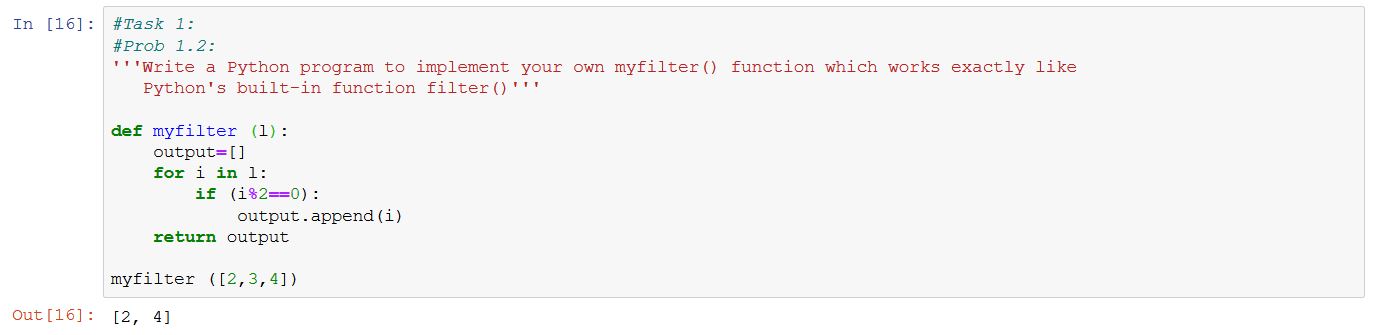 In [16]: #Task 1:
#Prob 1.2:
'''Write a Python program to implement your own myfilter() function which works exactly like
   Python's built-in function filter()'''

def myfilter (l):
    output=[]
    for i in l:
        if (i%2==0):
            output.append(i)
    return output

myfilter ([2,3,4])
Out[16]: [2, 4]